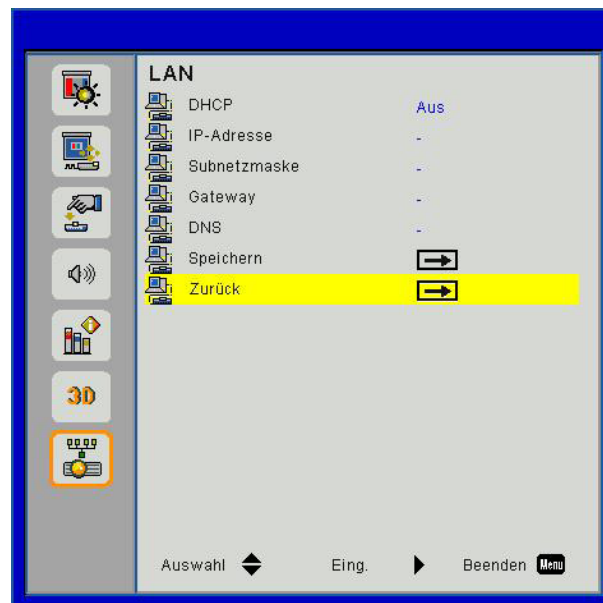 LAN
DHCP Aus
IP-Adresse -
Subnetzmaske -
Gateway -
DNS -
Speichern
Zurück
3D
Auswahl Eing. Beenden Menu